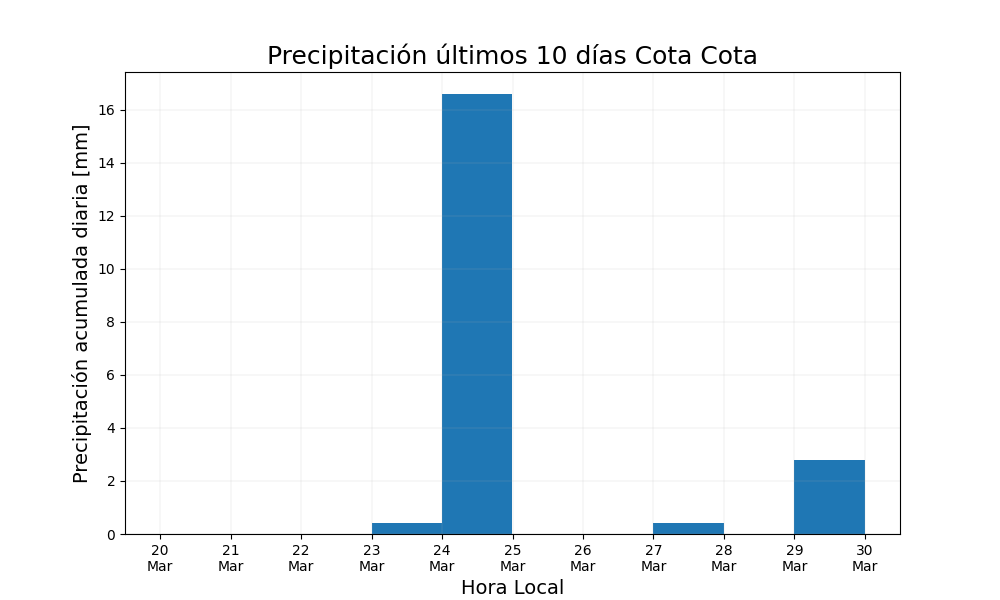 Precipitación últimos 10 días Cota Cota
Precipitación acumulada diaria [mm]
16
14
12
10
8
6
4
2
0
20 21 22 23 24 25 26 27 28 29 30
Mar Mar Mar Mar Mar Mar Mar Mar Mar Mar Mar
Hora Local